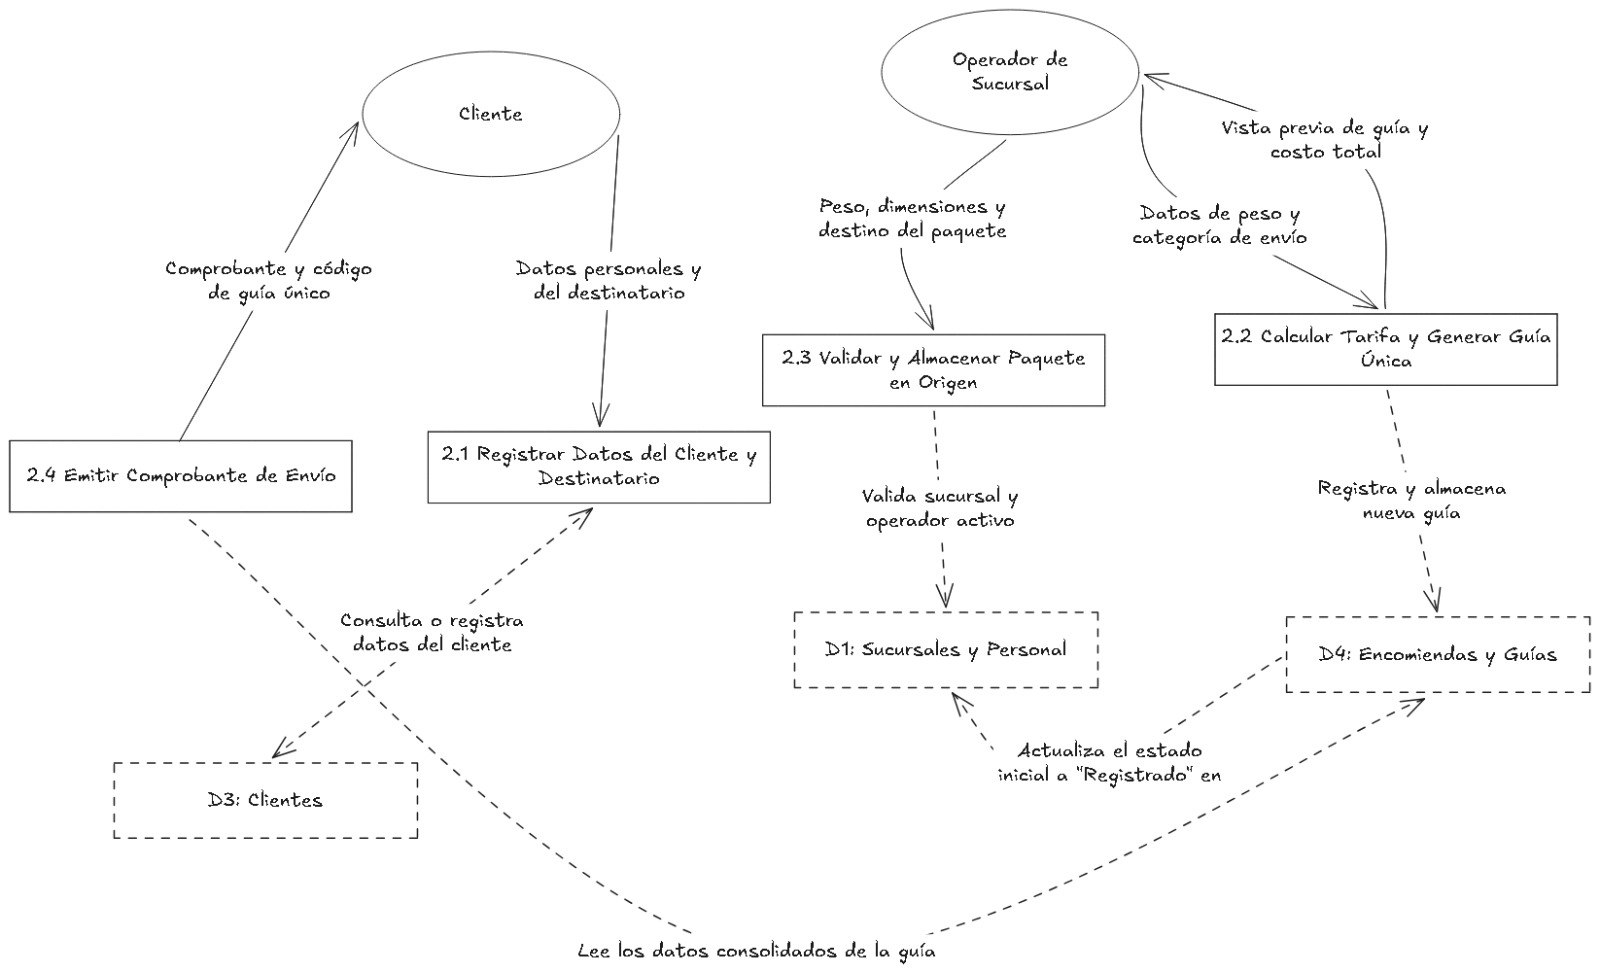 Operador de
Sucursal
Cliente
Vista previa de guía y
costo total
Peso, dimensiones y
destino del paquete
Datos de peso y
categoría de envío
Comprobante y código
de guía único
Datos personales y
del destinatario
2.3 Validar y Almacenar Paquete
en Origen
2.2 Calcular Tarifa y Generar Guía
Única
2.4 Emitir Comprobante de Envío
2.1 Registrar Datos del Cliente y
Destinatario
Valida sucursal y
operador activo
Registra y almacena
nueva guía
Consulta o registra
datos del cliente
D1: Sucursales y Personal
D4: Encomiendas y Guías
Actualiza el estado
inicial a "Registrado" en
D3: Clientes
Lee los datos consolidados de la guía